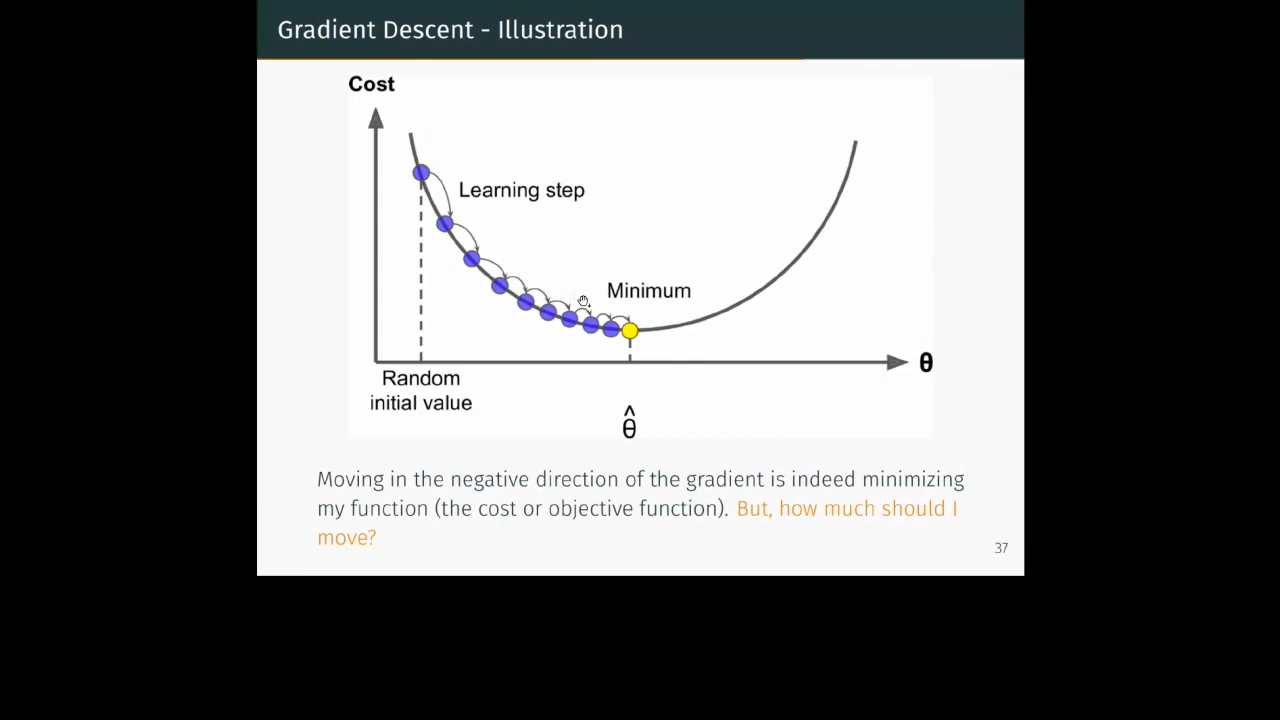 Gradient Descent - Illustration
Cost
Learning step
Minimum
θ
Random
initial value
θ̂
Moving in the negative direction of the gradient is indeed minimizing
my function (the cost or objective function). But, how much should I
move?
37